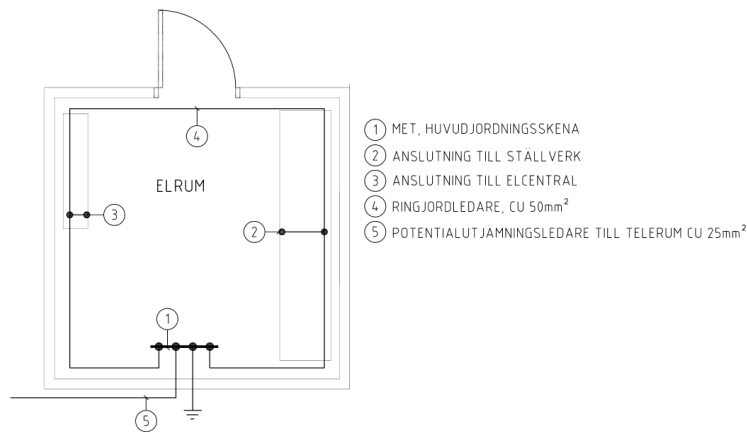 ELRUM
4
3
2
1
5
1 MET, HUVUDJORDNINGSSKENA
2 ANSLUTNING TILL STÄLLVERK
3 ANSLUTNING TILL ELCENTRAL
4 RINGJORDLEDARE, CU 50mm²
5 POTENTIALUTJÄMNINGSLEDARE TILL TELERUM CU 25mm²